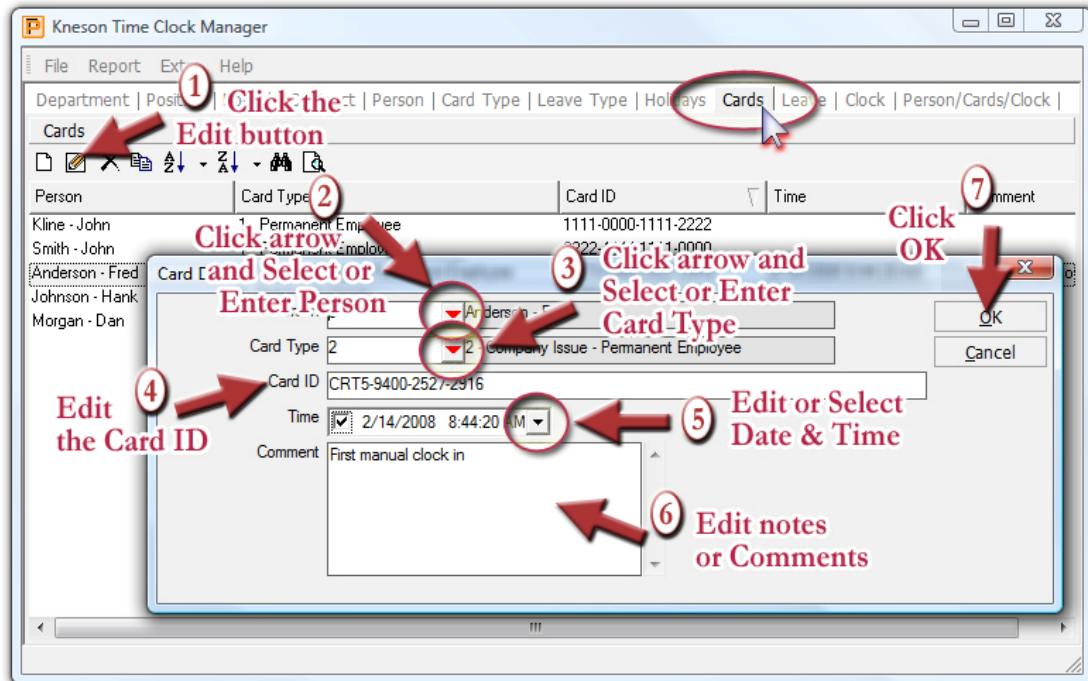 Kneson Time Clock Manager
File Report Help
Department | Person | Card Type | Leave Type | Cards | Leave | Clock | Person/Cards/Clock |
1
Click the
Edit button
Cards
Person Card Type Card ID Time
7
Click
OK
Kline - John 1 - Permanent Employee 1111-0000-1111-2222
Smith - John
Anderson - Fred
Johnson - Hank
Morgan - Dan
2
Click arrow
and Select or
Enter Person
3
Click arrow and
Select or Enter
Card Type
Anderson -
OK
Card Type 2 2 - Company Issue - Permanent Employee
Cancel
4
Edit
the Card ID
Card ID CRT5-9400-2527-2916
Time 2/14/2008 8:44:20 AM
5
Edit or Select
Date & Time
Comment First manual clock in
6
Edit notes
or Comments